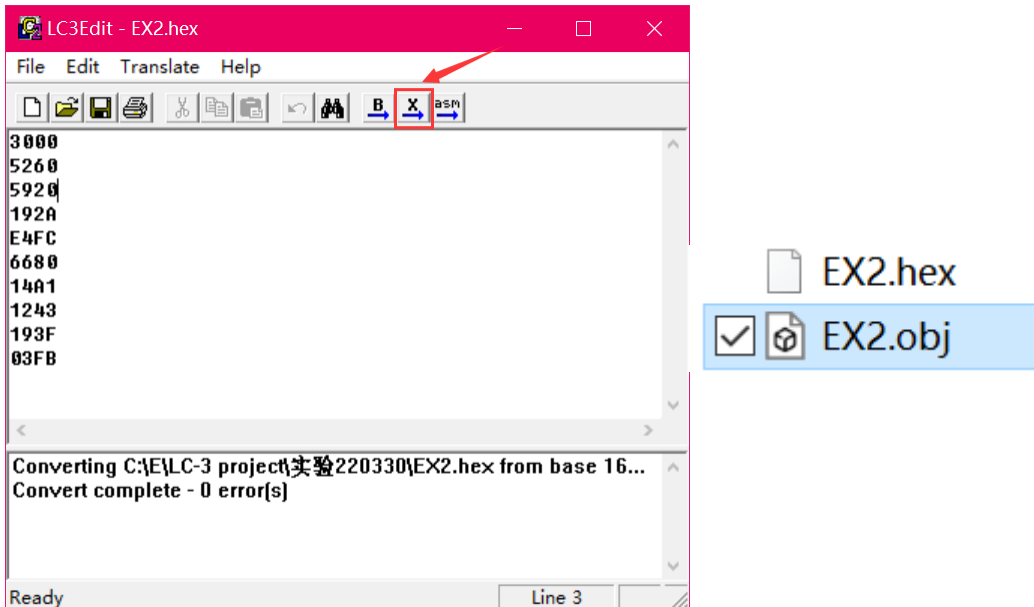 LC3Edit - EX2.hex
File Edit Translate Help
B X asm
3000
5260
5920
192A
E4FC
6680
14A1
1243
193F
03FB
Converting C:\E\LC-3 project\实验220330\EX2.hex from base 16...
Convert complete - 0 error(s)
Ready Line 3
EX2.hex
EX2.obj